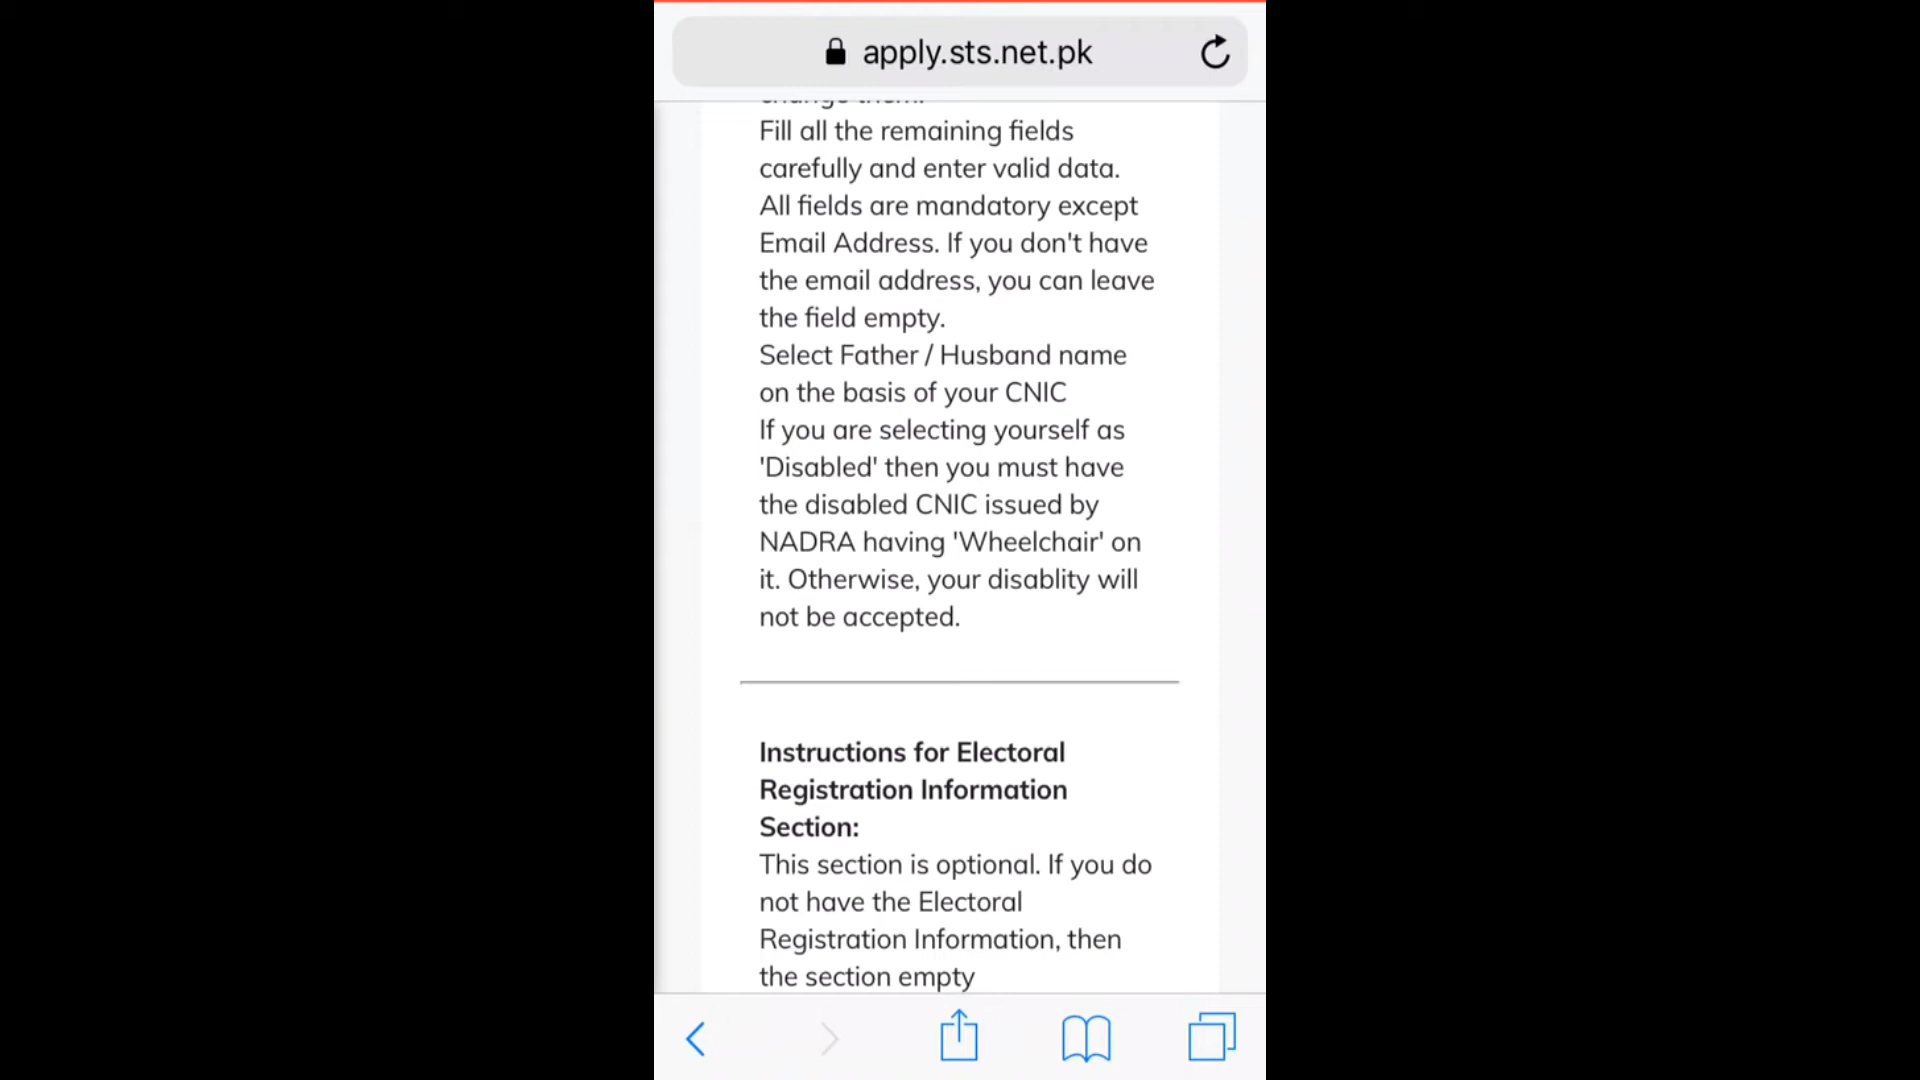 apply.sts.net.pk
change them.
Fill all the remaining fields
carefully and enter valid data.
All fields are mandatory except
Email Address. If you don't have
the email address, you can leave
the field empty.
Select Father / Husband name
on the basis of your CNIC
If you are selecting yourself as
'Disabled' then you must have
the disabled CNIC issued by
NADRA having 'Wheelchair' on
it. Otherwise, your disablity will
not be accepted.
Instructions for Electoral
Registration Information
Section:
This section is optional. If you do
not have the Electoral
Registration Information, then
the section empty